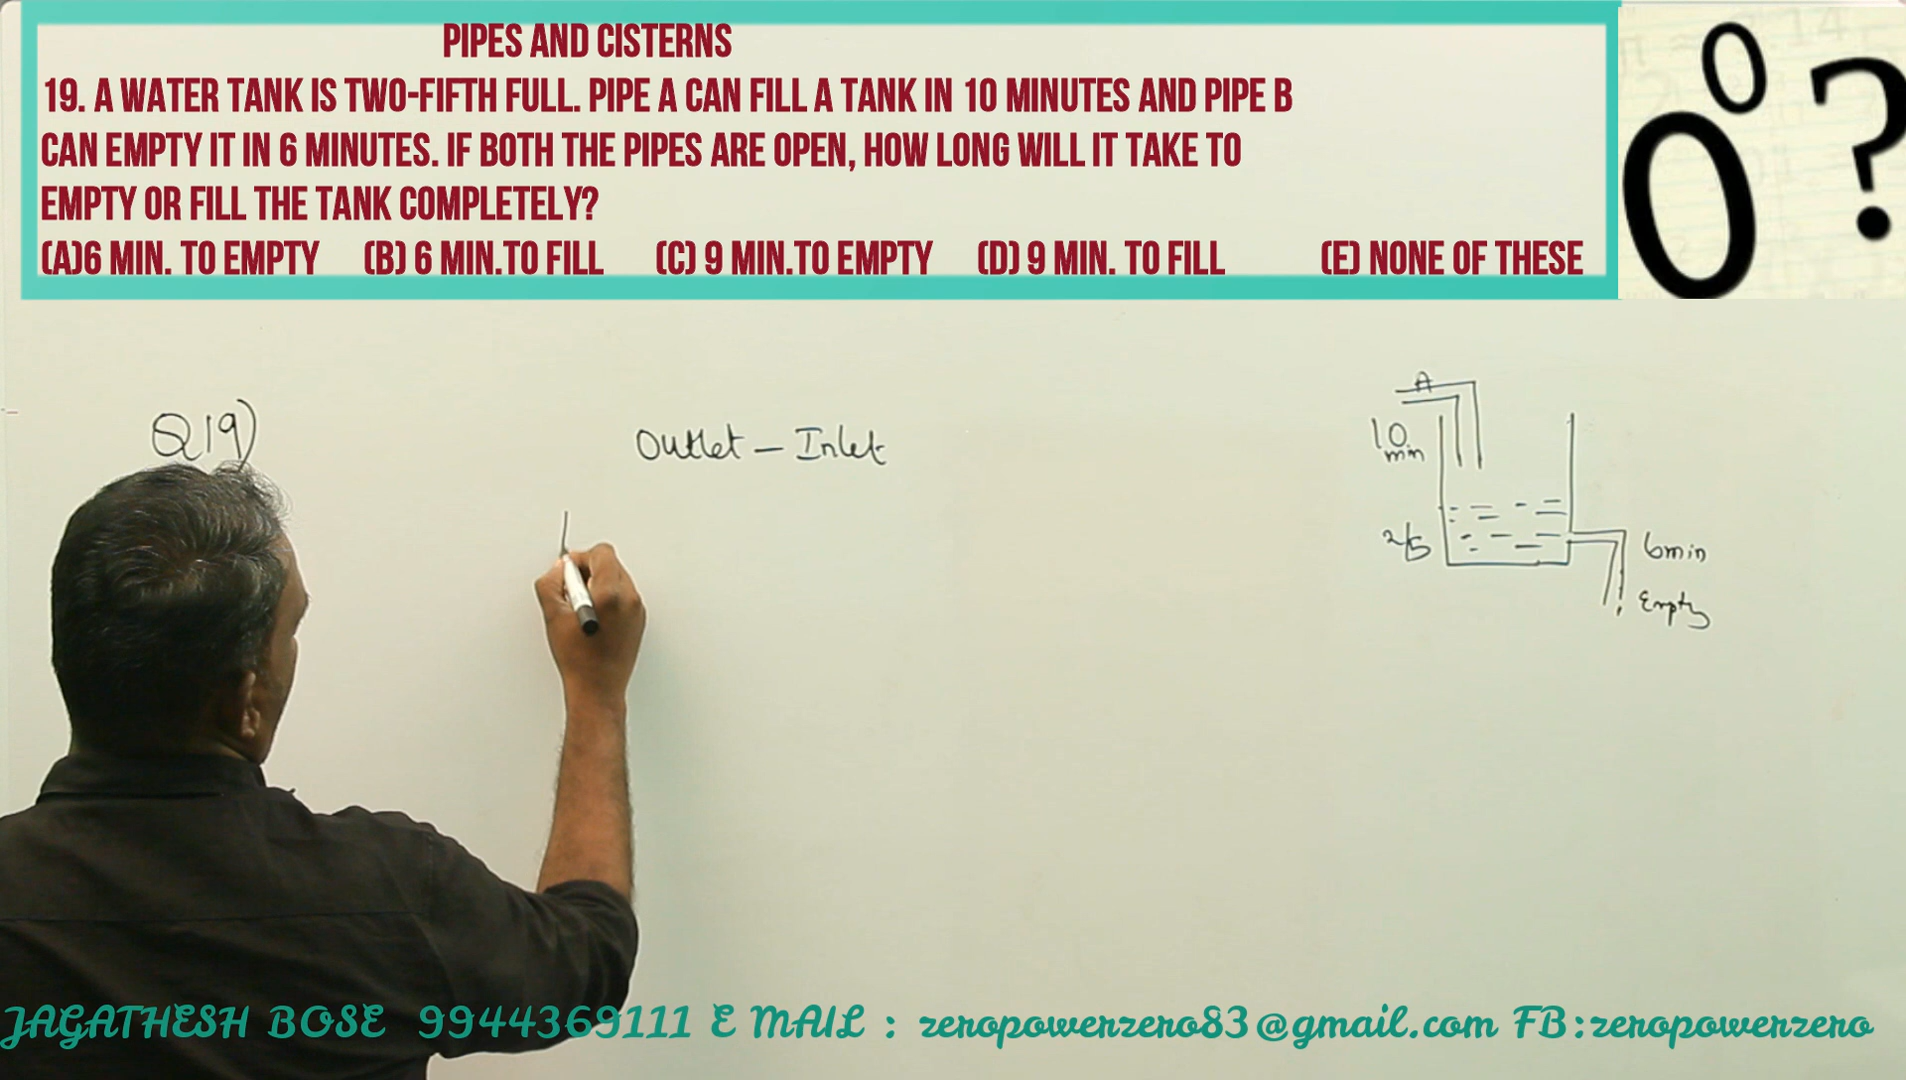 PIPES AND CISTERNS
19. A WATER TANK IS TWO-FIFTH FULL. PIPE A CAN FILL A TANK IN 10 MINUTES AND PIPE B
CAN EMPTY IT IN 6 MINUTES. IF BOTH THE PIPES ARE OPEN, HOW LONG WILL IT TAKE TO
EMPTY OR FILL THE TANK COMPLETELY?
(A)6 MIN. TO EMPTY (B) 6 MIN.TO FILL (C) 9 MIN.TO EMPTY (D) 9 MIN. TO FILL (E) NONE OF THESE
0
0 ?
Q19)
Outlet - Inlet
A
10
min
2/5
6min
Empty
JAGATHESH BOSE 9944369111 E MAIL : zeropowerzero83@gmail.com FB:zeropowerzero